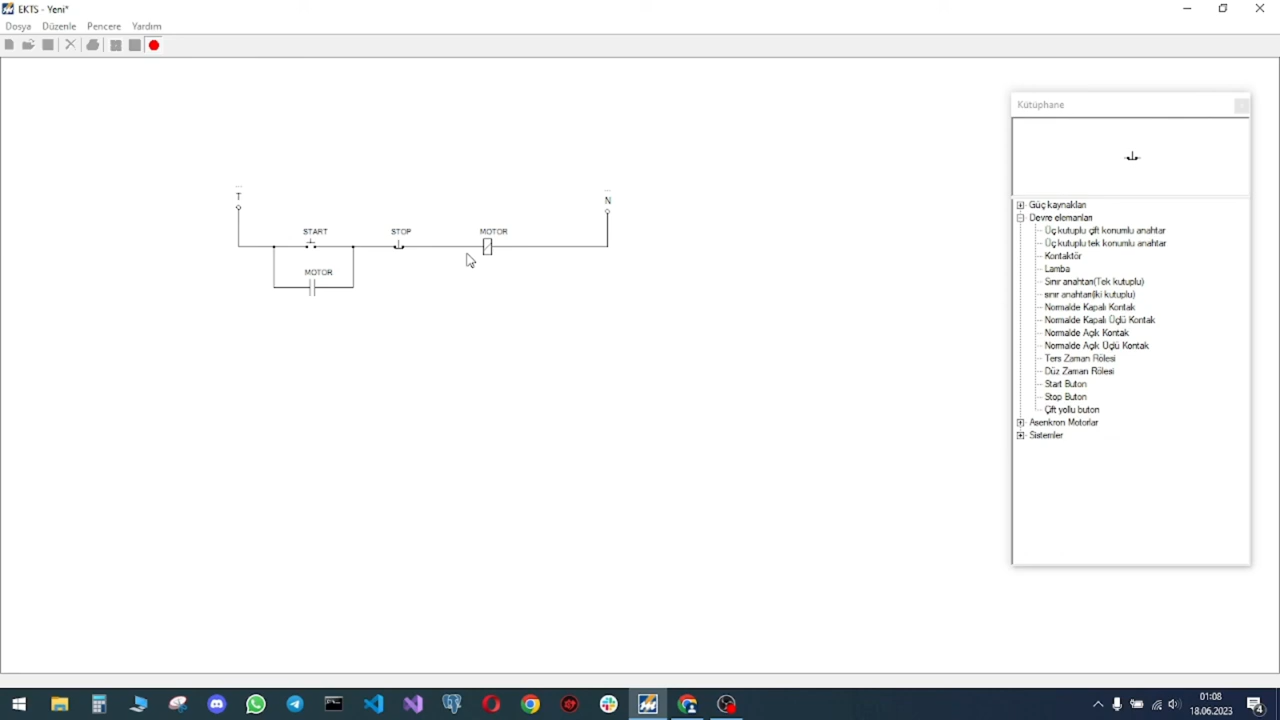 EKTS - Yeni*
Dosya Düzenle Pencere Yardım
Kütüphane
T
N
START
STOP
MOTOR
MOTOR
Güç kaynakları
Devre elemanları
Üç kutuplu çift konumlu anahtar
Üç kutuplu tek konumlu anahtar
Kontaktör
Lamba
Sınır anahtarı(Tek kutuplu)
sınır anahtarı(iki kutuplu)
Normalde Kapalı Kontak
Normalde Kapalı Üçlü Kontak
Normalde Açık Kontak
Normalde Açık Üçlü Kontak
Ters Zaman Rölesi
Düz Zaman Rölesi
Start Buton
Stop Buton
Çift yollu buton
Asenkron Motorlar
Sistemler
01:08
18.06.2023
4